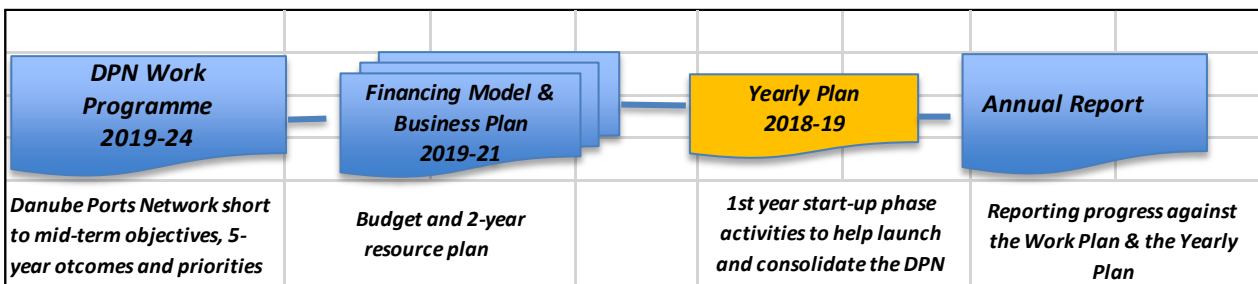 DPN Work
Programme
2019-24
Financing Model &
Business Plan
2019-21
Yearly Plan
2018-19
Annual Report
Danube Ports Network short
to mid-term objectives, 5-
year otcomes and priorities
Budget and 2-year
resource plan
1st year start-up phase
activities to help launch
and consolidate the DPN
Reporting progress against
the Work Plan & the Yearly
Plan